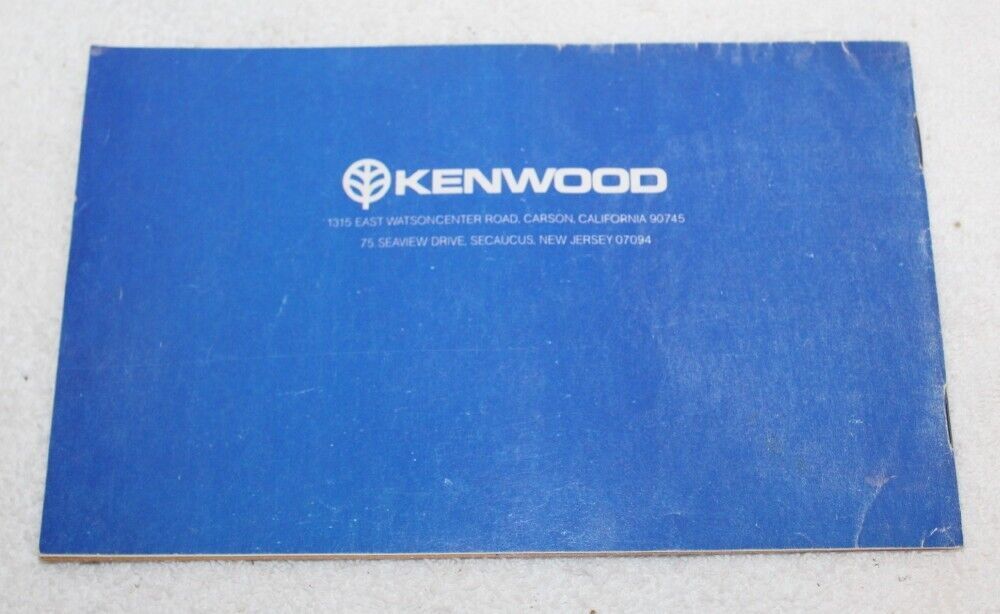 KENWOOD
1315 EAST WATSONCENTER ROAD, CARSON, CALIFORNIA 90745
75 SEAVIEW DRIVE, SECAUCUS, NEW JERSEY 07094